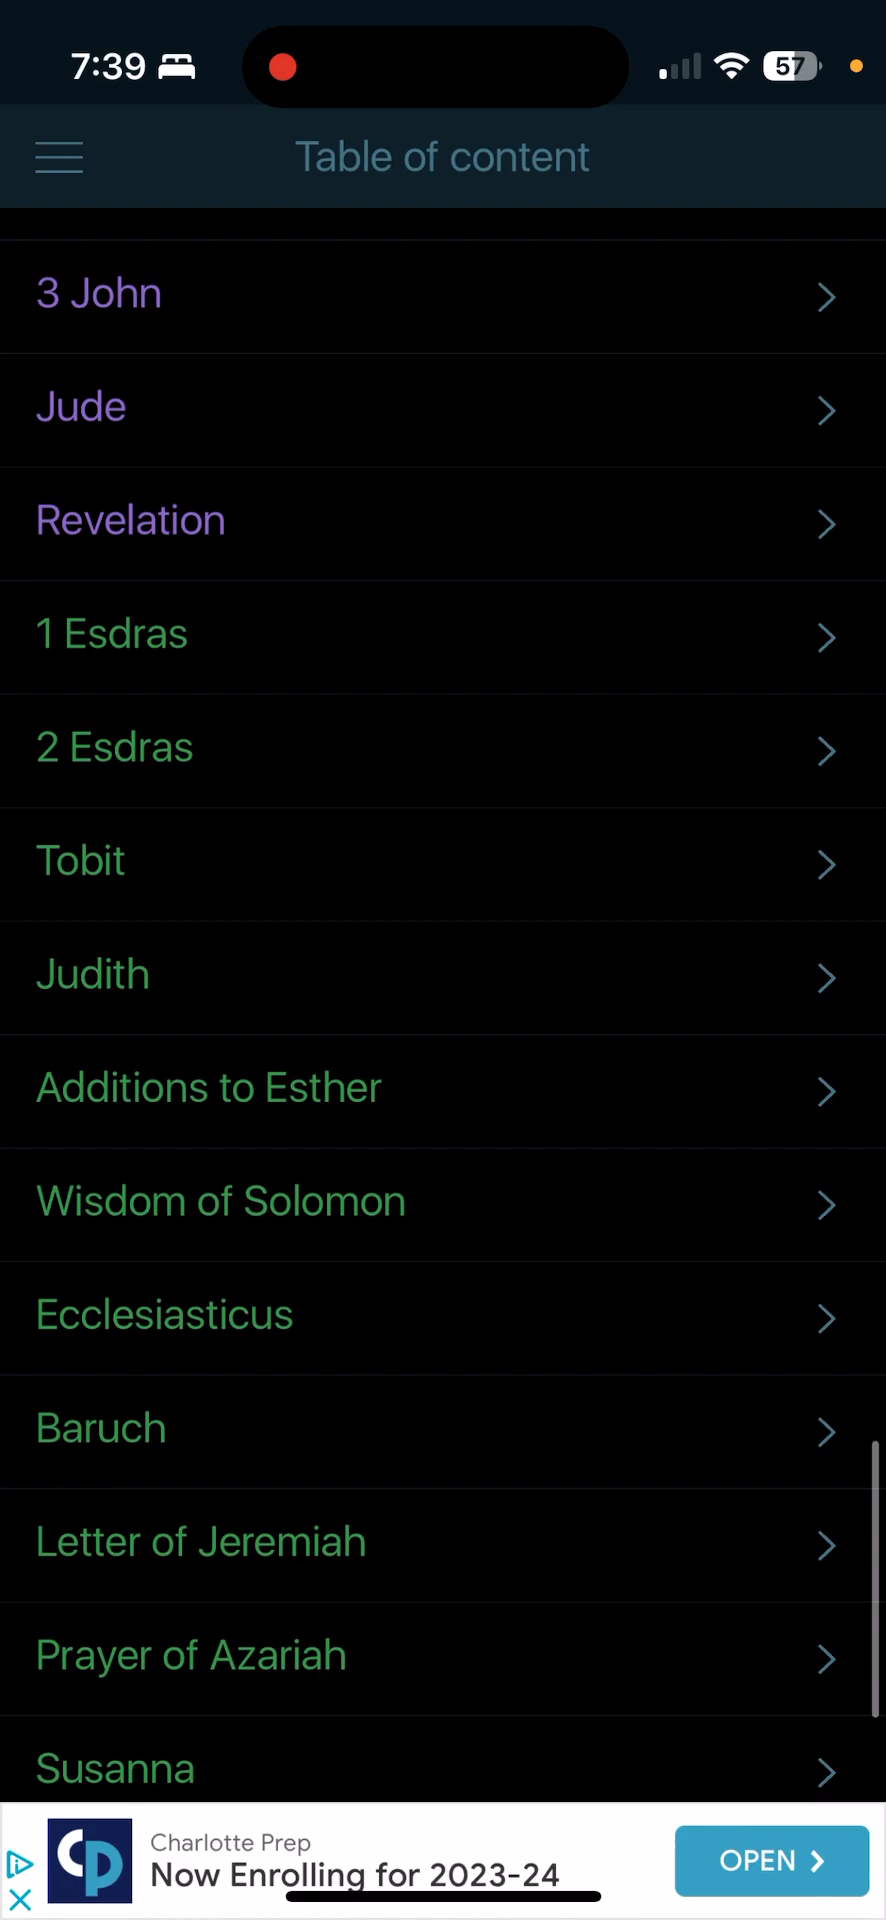 7:39
57
Table of content
3 John
Jude
Revelation
1 Esdras
2 Esdras
Tobit
Judith
Additions to Esther
Wisdom of Solomon
Ecclesiasticus
Baruch
Letter of Jeremiah
Prayer of Azariah
Susanna
cp
Charlotte Prep
Now Enrolling for 2023-24
OPEN